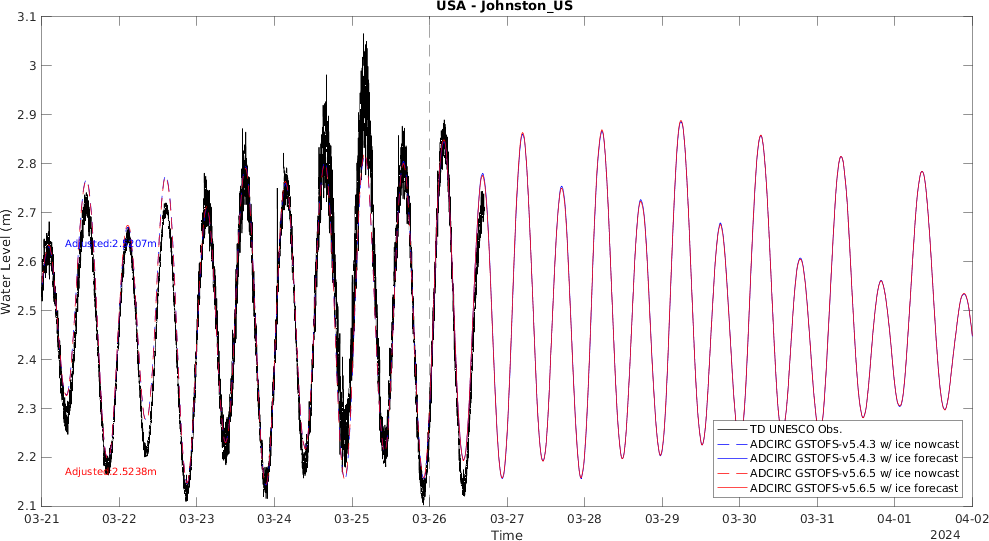 USA - Johnston_US
3.1
3
2.9
2.8
2.7
2.6
2.5
2.4
2.3
2.2
2.1
Water Level (m)
Adjusted:2.5207m
Adjusted:2.5238m
TD UNESCO Obs.
ADCIRC GSTOFS-v5.4.3 w/ ice nowcast
ADCIRC GSTOFS-v5.4.3 w/ ice forecast
ADCIRC GSTOFS-v5.6.5 w/ ice nowcast
ADCIRC GSTOFS-v5.6.5 w/ ice forecast
03-21 03-22 03-23 03-24 03-25 03-26 03-27 03-28 03-29 03-30 03-31 04-01 04-02
Time
2024